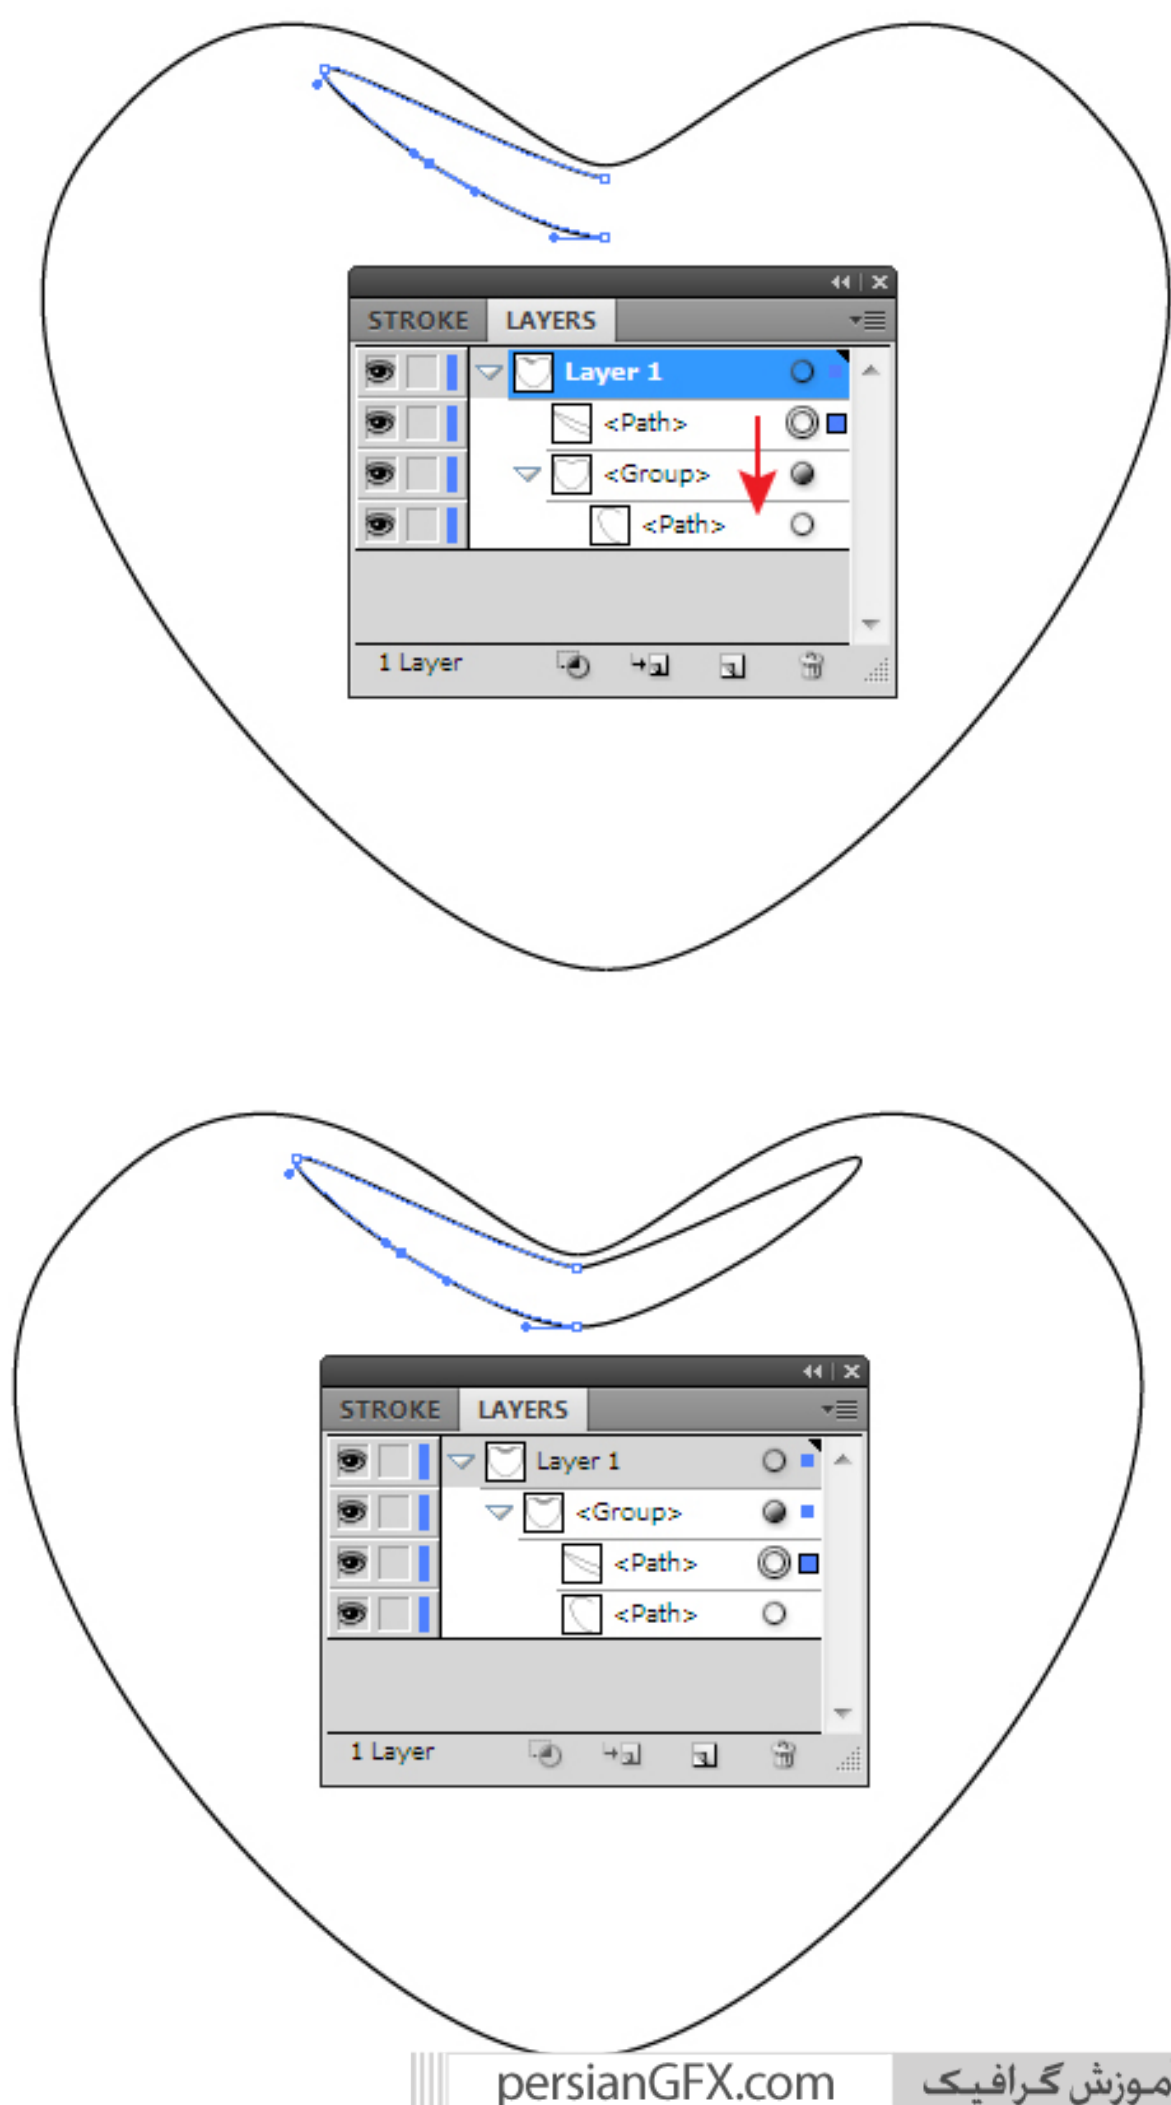 STROKE LAYERS
Layer 1
<Path>
<Group>
<Path>
1 Layer
STROKE LAYERS
Layer 1
<Group>
<Path>
<Path>
1 Layer
persianGFX.com موزش گرافیک